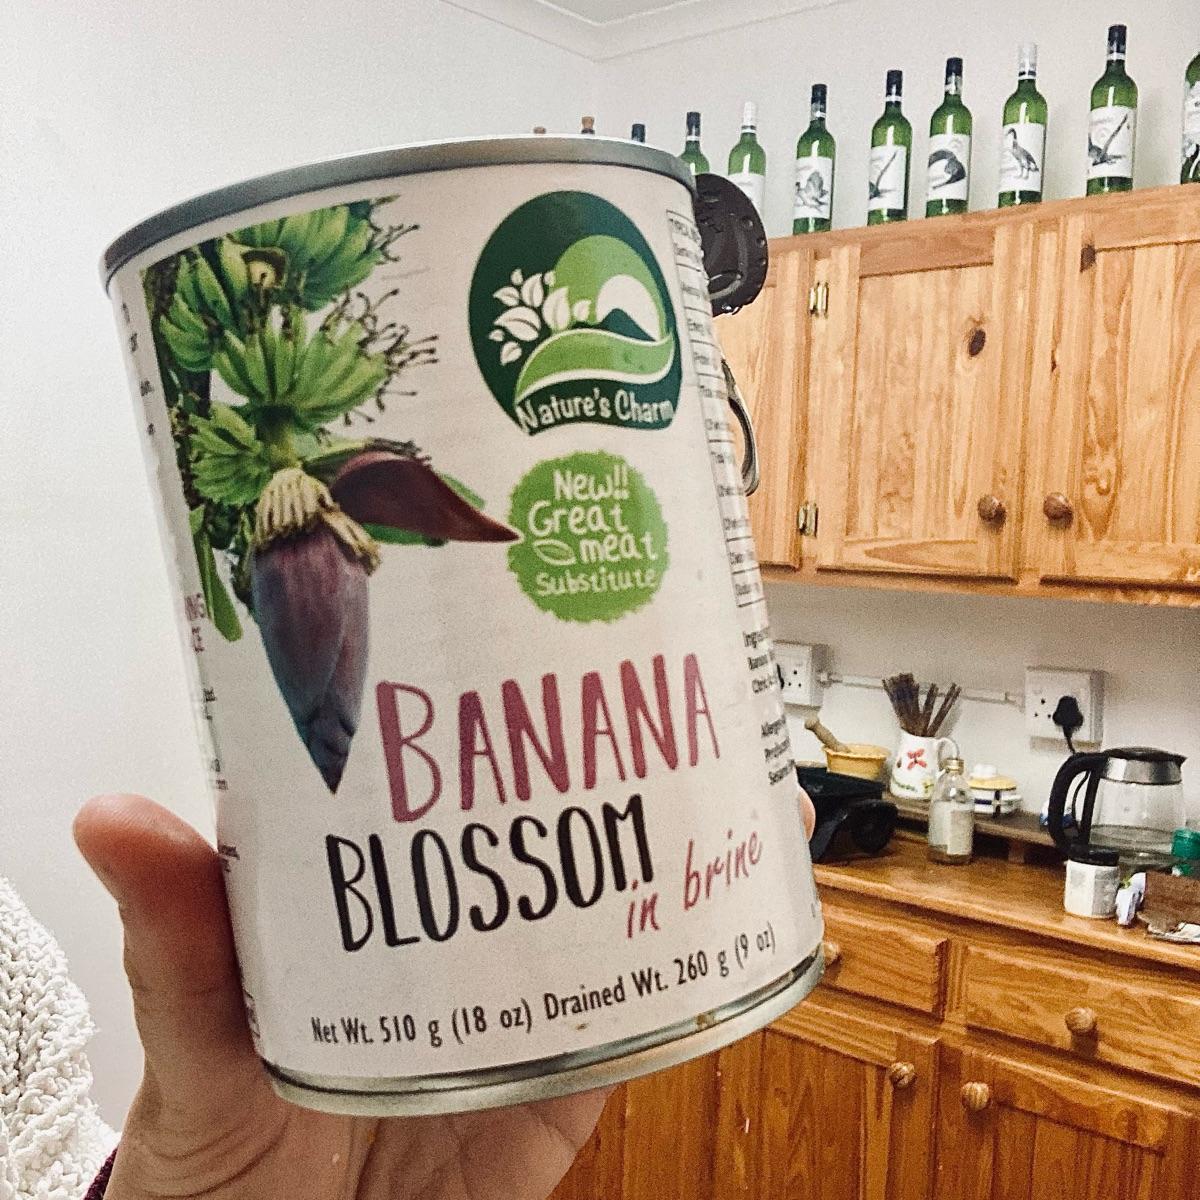 Nature's Charm
New!!
Great
meat
Substitute
BANANA
BLOSSOM
in brine
Net Wt. 510 g (18 oz) Drained Wt. 260 g (9 oz)